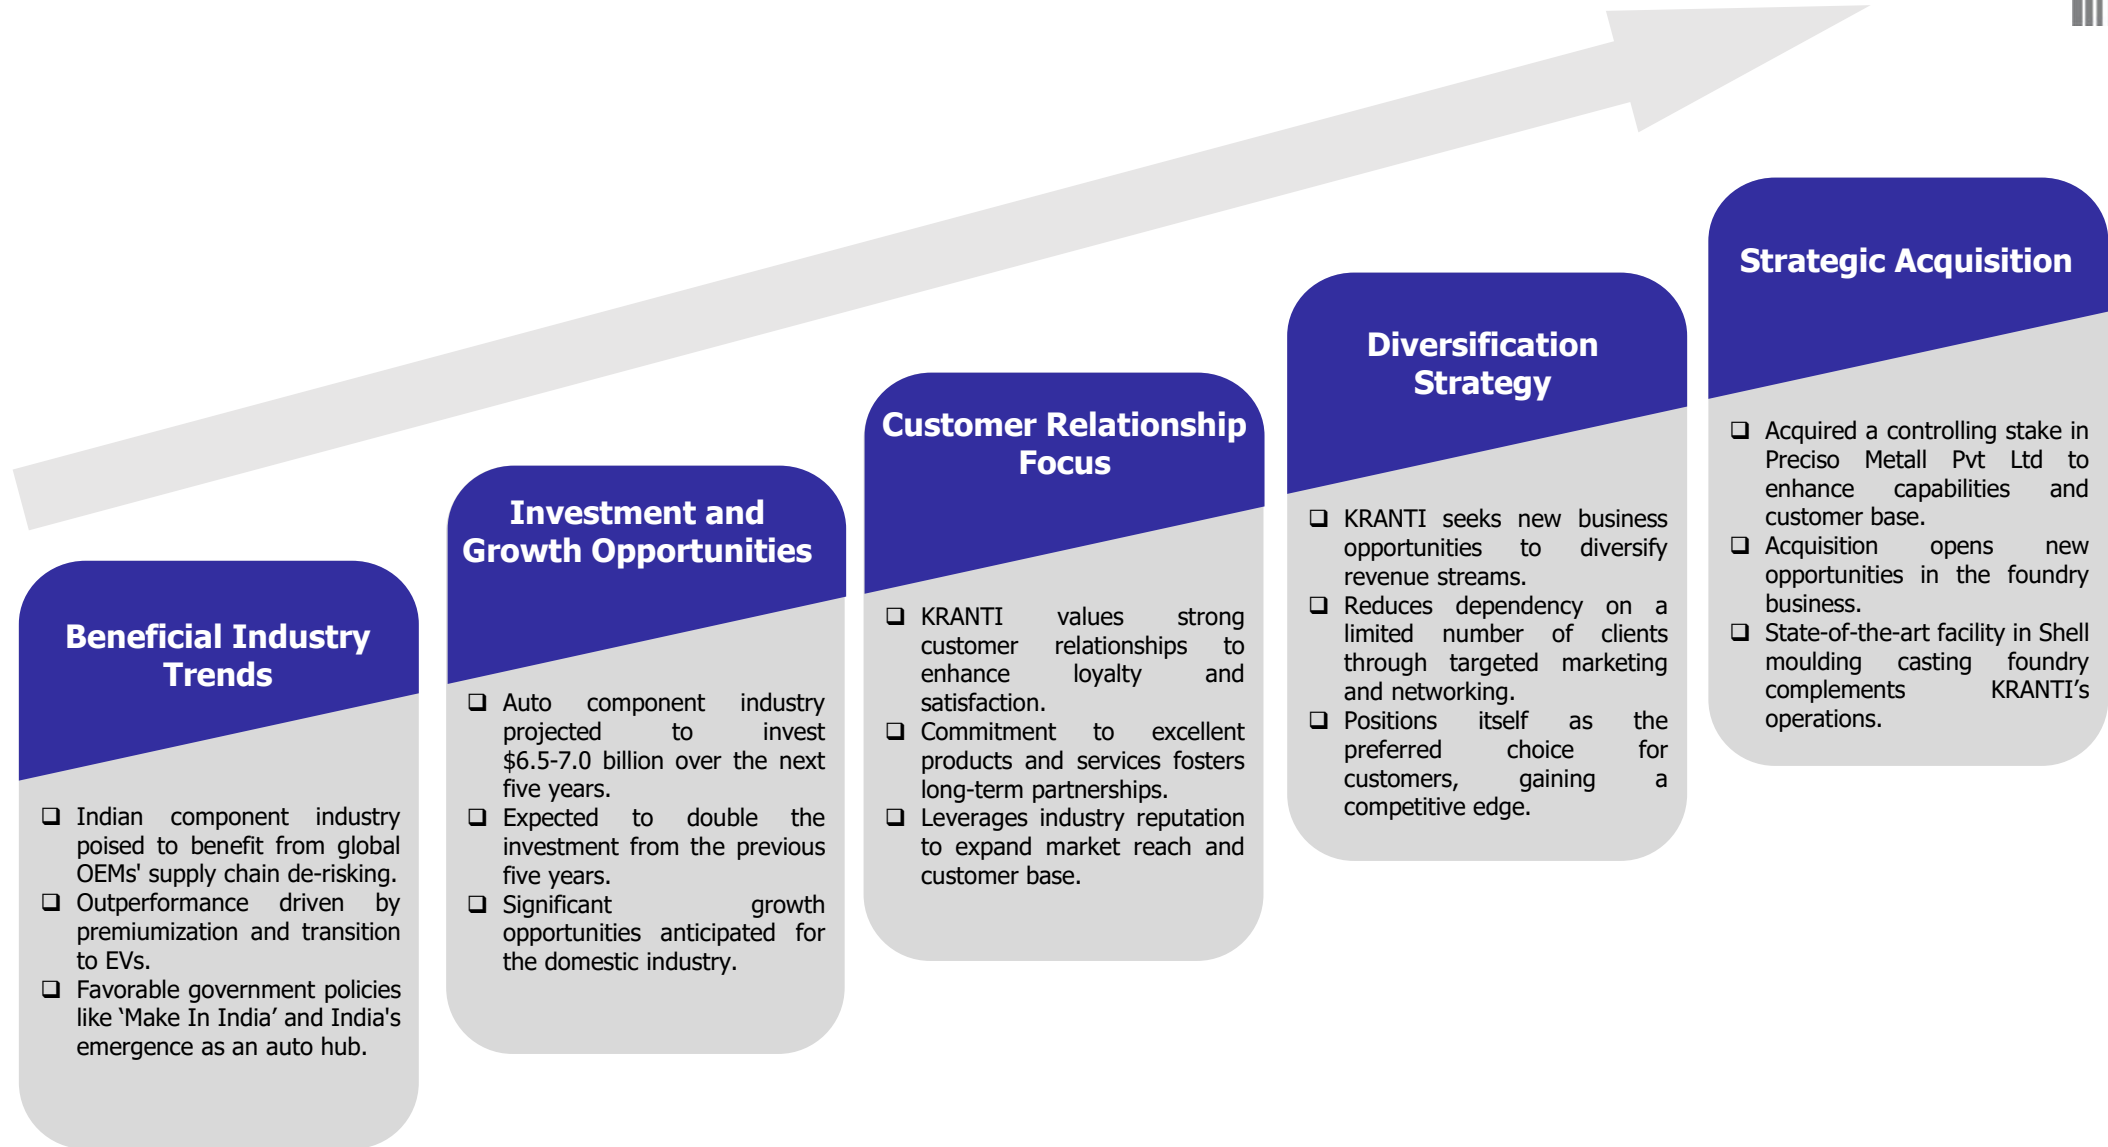 Beneficial Industry
Trends
❑ Indian component industry
poised to benefit from global
OEMs' supply chain de-risking.
❑ Outperformance driven by
premiumization and transition
to EVs.
❑ Favorable government policies
like ‘Make In India’ and India's
emergence as an auto hub.
Investment and
Growth Opportunities
❑ Auto component industry
projected to invest
$6.5-7.0 billion over the next
five years.
❑ Expected to double the
investment from the previous
five years.
❑ Significant growth
opportunities anticipated for
the domestic industry.
Customer Relationship
Focus
❑ KRANTI values strong
customer relationships to
enhance loyalty and
satisfaction.
❑ Commitment to excellent
products and services fosters
long-term partnerships.
❑ Leverages industry reputation
to expand market reach and
customer base.
Diversification
Strategy
❑ KRANTI seeks new business
opportunities to diversify
revenue streams.
❑ Reduces dependency on a
limited number of clients
through targeted marketing
and networking.
❑ Positions itself as the
preferred choice for
customers, gaining a
competitive edge.
Strategic Acquisition
❑ Acquired a controlling stake in
Preciso Metall Pvt Ltd to
enhance capabilities and
customer base.
❑ Acquisition opens new
opportunities in the foundry
business.
❑ State-of-the-art facility in Shell
moulding casting foundry
complements KRANTI’s
operations.